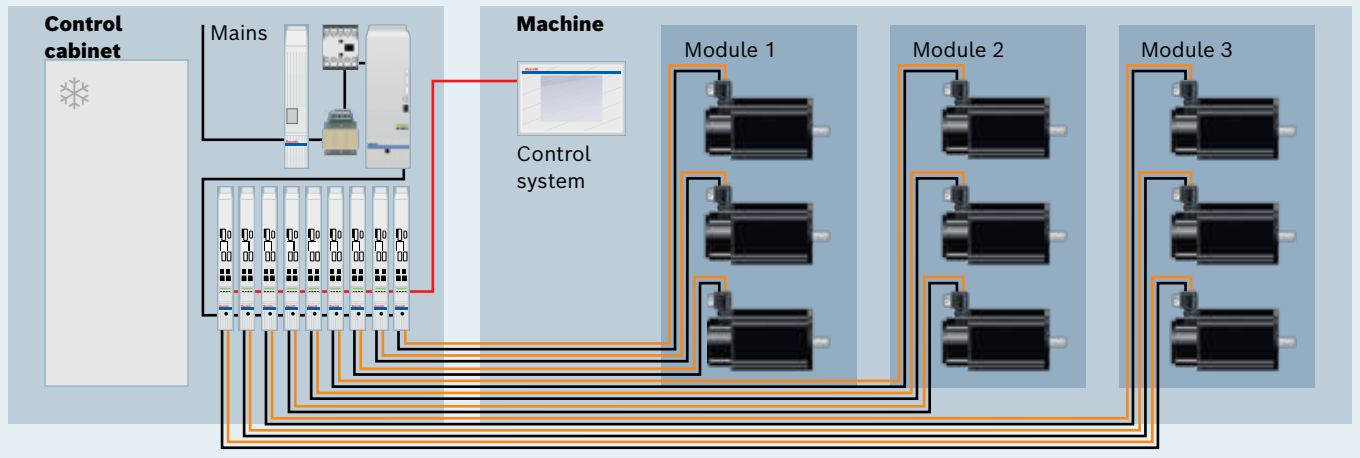 Control
cabinet
Mains
Machine
Control
system
Module 1
Module 2
Module 3